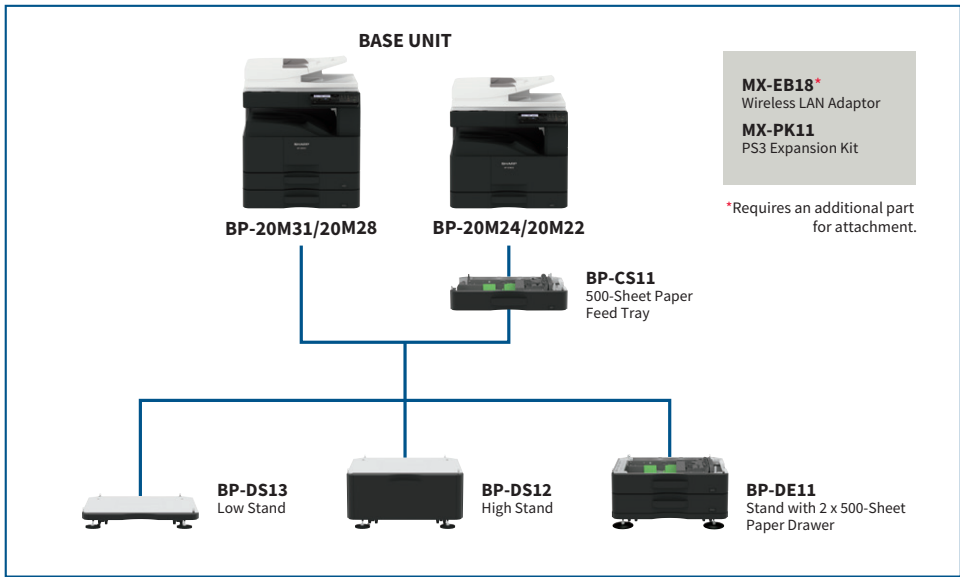 BASE UNIT
MX-EB18*
Wireless LAN Adaptor
MX-PK11
PS3 Expansion Kit
*Requires an additional part
for attachment.
BP-20M31/20M28
BP-20M24/20M22
BP-CS11
500-Sheet Paper
Feed Tray
BP-DS13
Low Stand
BP-DS12
High Stand
BP-DE11
Stand with 2 x 500-Sheet
Paper Drawer